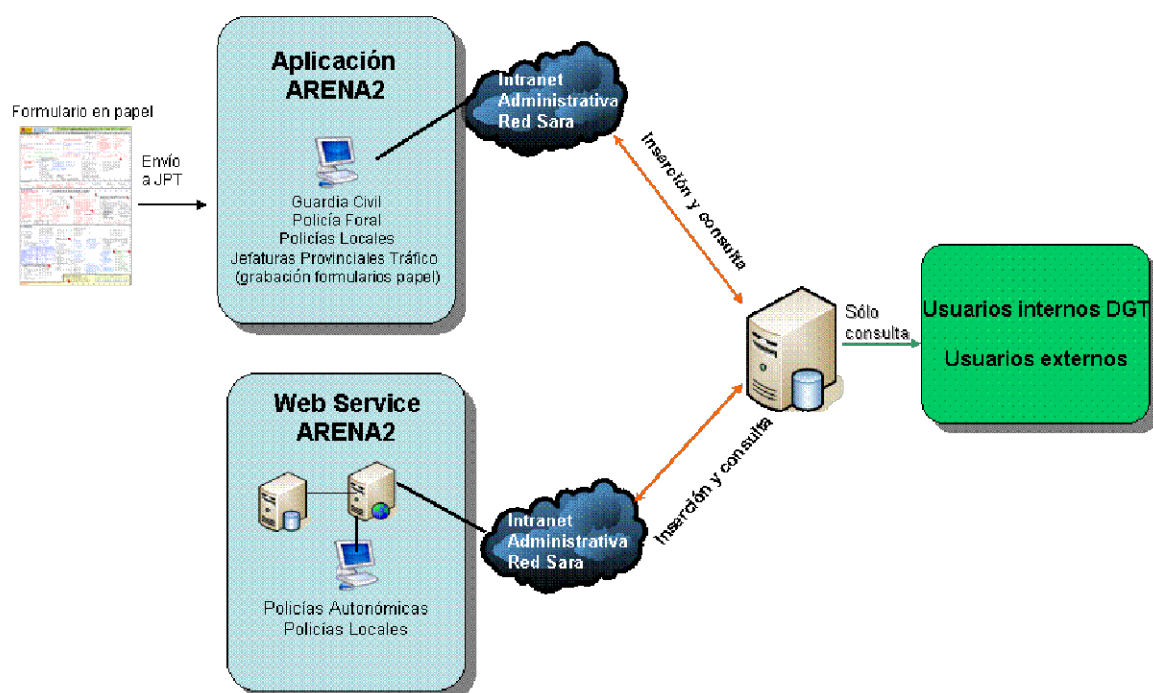 Formulario en papel
Envío
a JPT
Aplicación
ARENA2
Guardia Civil
Policía Foral
Policías Locales
Jefaturas Provinciales Tráfico
(grabación formularios papel)
Intranet
Administrativa
Red Sara
Inserción y consulta
Sólo
consulta
Usuarios internos DGT
Usuarios externos
Web Service
ARENA2
Policías Autonómicas
Policías Locales
Intranet
Administrativa
Red Sara
Inserción y consulta